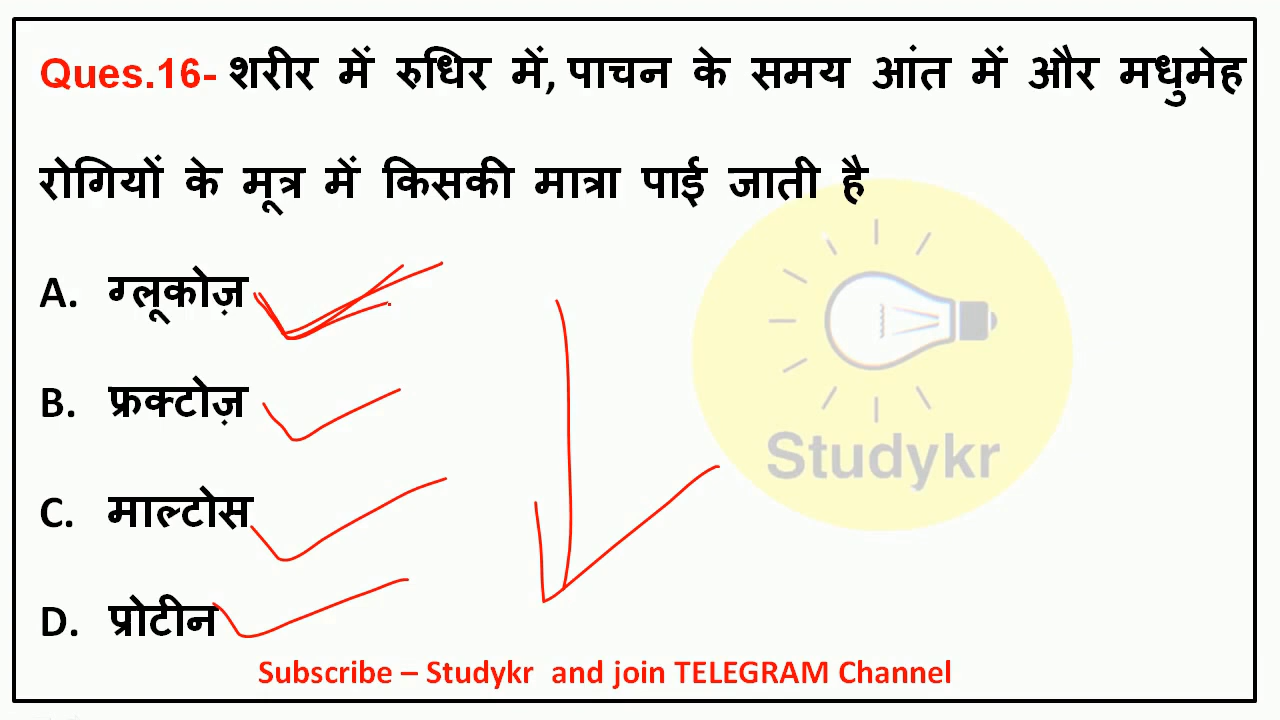 Ques.16- शरीर में रुधिर में, पाचन के समय आंत में और मधुमेह
रोगियों के मूत्र में किसकी मात्रा पाई जाती है
A. ग्लूकोज़
B. फ्रक्टोज़
C. माल्टोस
D. प्रोटीन
Studykr
Subscribe – Studykr and join TELEGRAM Channel